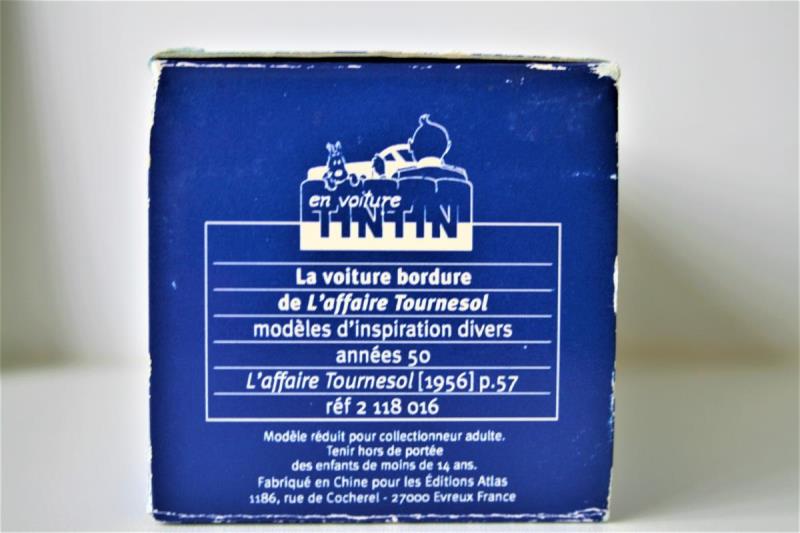 en voiture
TINTIN
La voiture bordure
de L'affaire Tournesol
modèles d'inspiration divers
années 50
L'affaire Tournesol [1956] p.57
réf 2 118 016
Modèle réduit pour collectionneur adulte.
Tenir hors de portée
des enfants de moins de 14 ans.
Fabriqué en Chine pour les Éditions Atlas
1186, rue de Cocherel - 27000 Evreux France